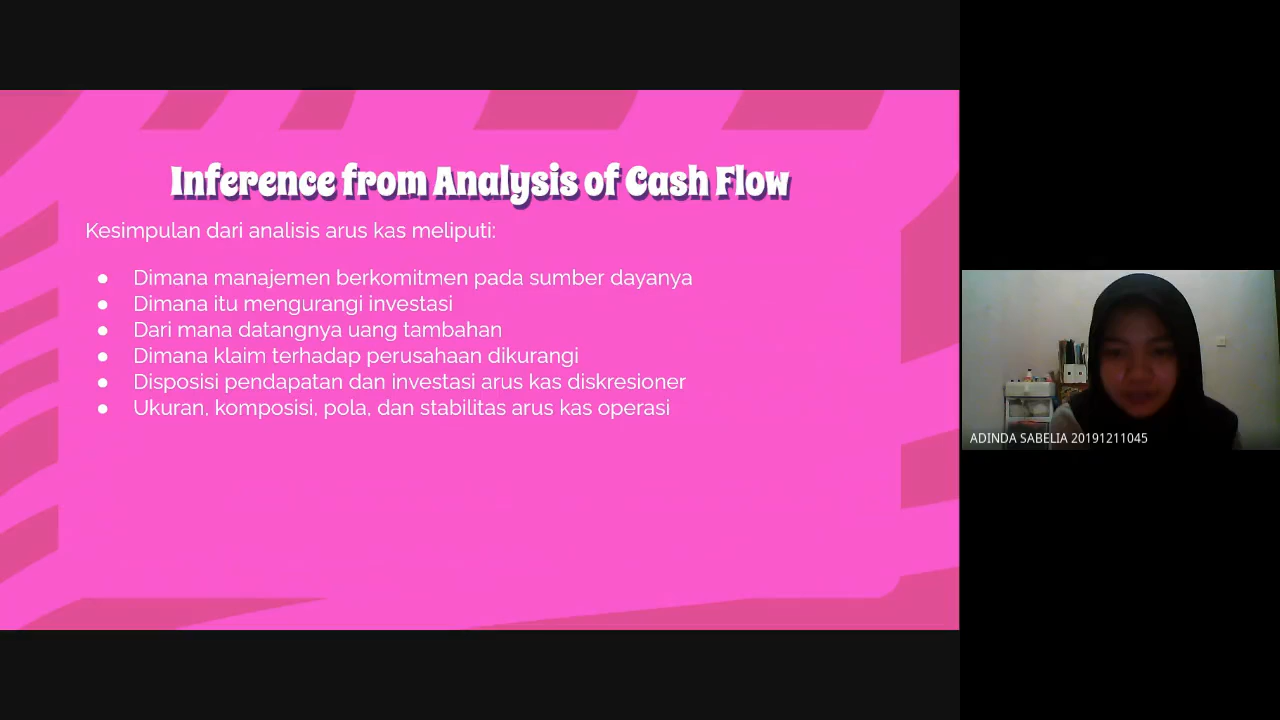 Inference from Analysis of Cash Flow
Kesimpulan dari analisis arus kas meliputi:
● Dimana manajemen berkomitmen pada sumber dayanya
● Dimana itu mengurangi investasi
● Dari mana datangnya uang tambahan
● Dimana klaim terhadap perusahaan dikurangi
● Disposisi pendapatan dan investasi arus kas diskresioner
● Ukuran, komposisi, pola, dan stabilitas arus kas operasi
ADINDA SABELIA 20191211045